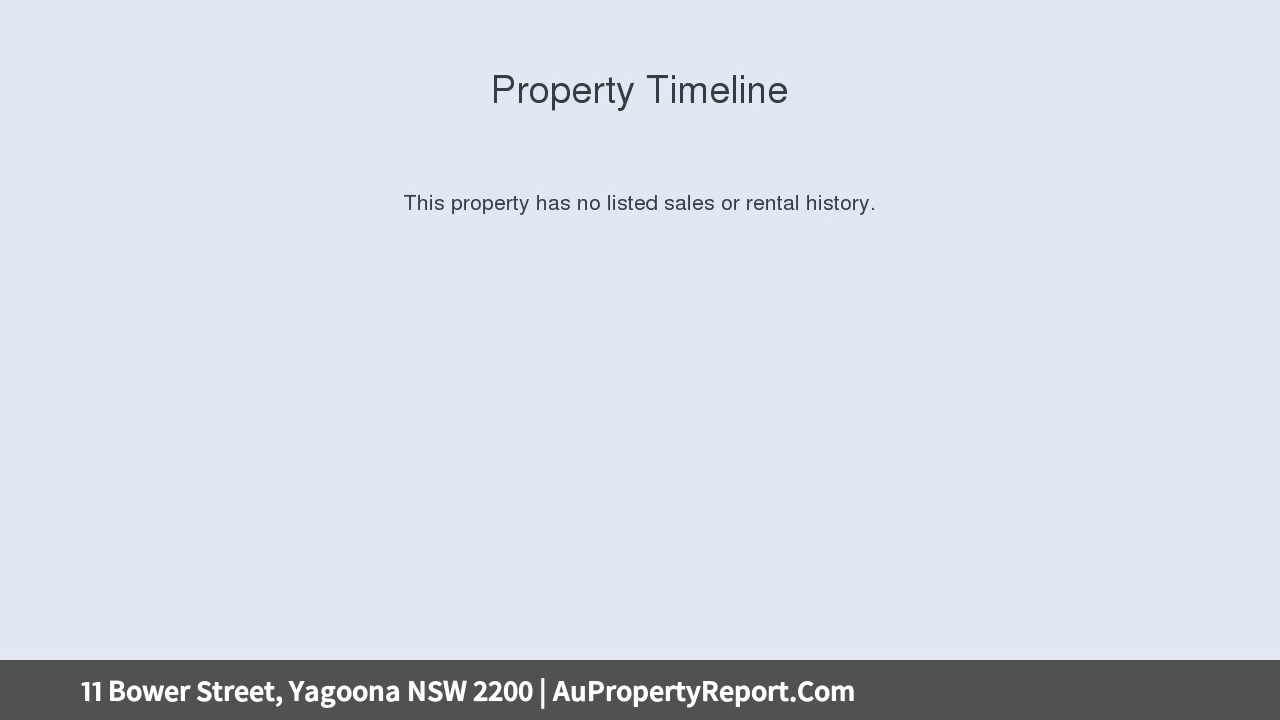 Property Timeline
This property has no listed sales or rental history.
11 Bower Street, Yagoona NSW 2200 | AuPropertyReport.Com